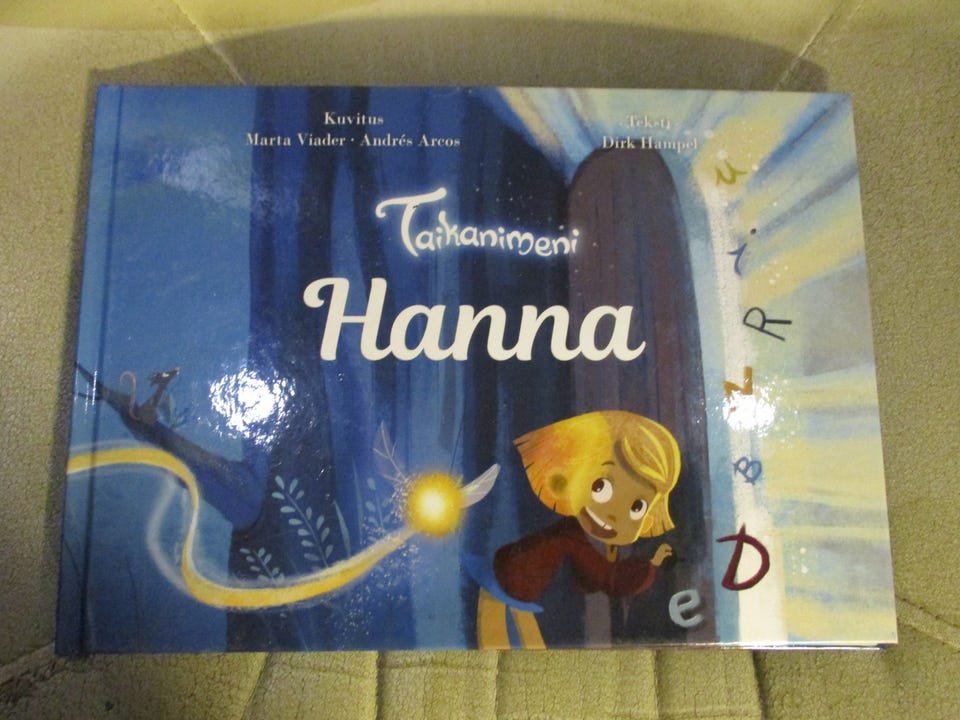 Kuvitus
Marta Viader · Andrés Arcos
Teksti
Dirk Hampel
Taikanimeni
Hanna
u
i
R
N
B
D
e